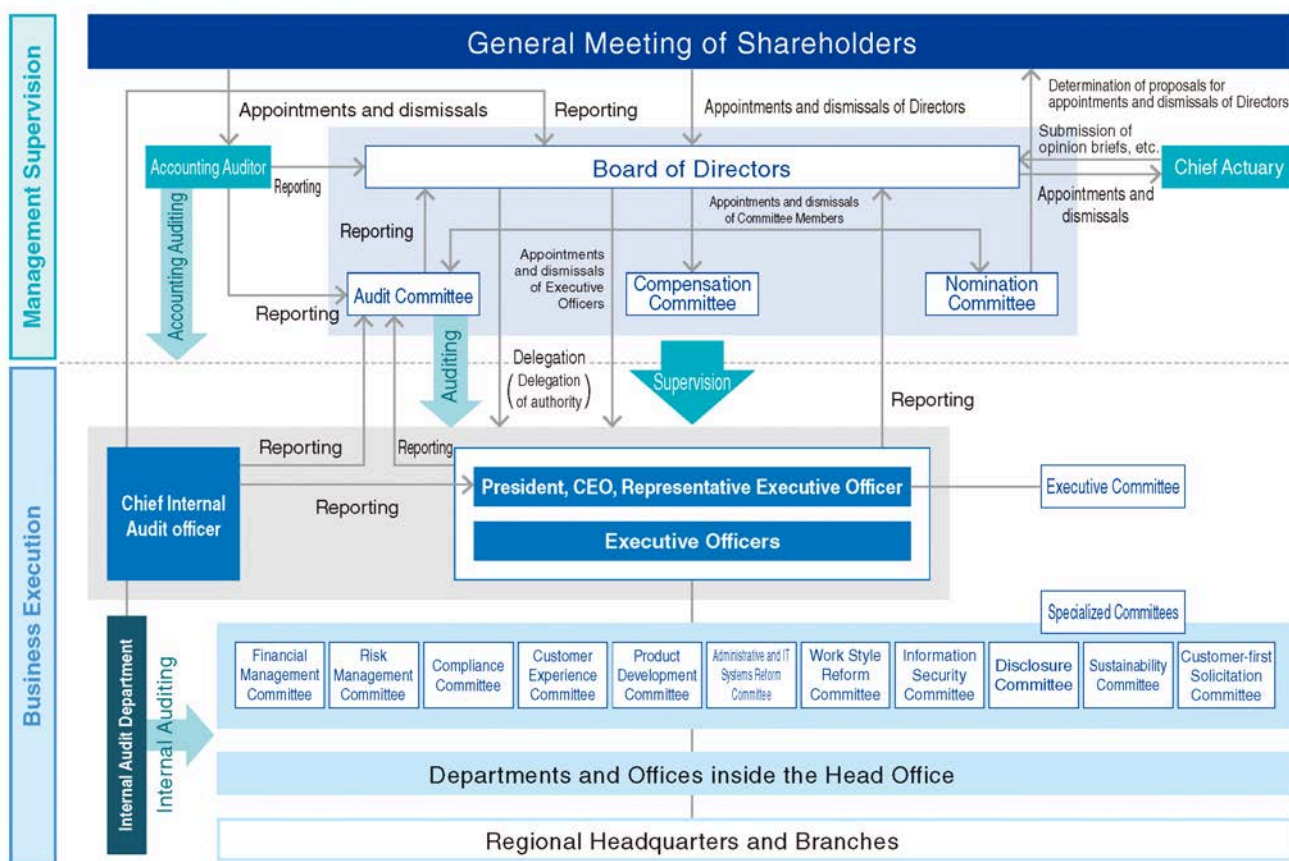 Management Supervision
General Meeting of Shareholders
Appointments and dismissals
Reporting
Appointments and dismissals of Directors
Determination of proposals for
appointments and dismissals of Directors
Submission of
opinion briefs, etc.
Accounting Auditor
Reporting
Board of Directors
Chief Actuary
Appointments and
dismissals
Accounting Auditing
Reporting
Appointments and dismissals
of Committee Members
Appointments
and dismissals
of Executive
Officers
Reporting
Audit Committee
Compensation
Committee
Nomination
Committee
Auditing
Delegation
(Delegation
of authority)
Supervision
Reporting
Business Execution
Chief Internal
Audit officer
Reporting
Reporting
Reporting
President, CEO, Representative Executive Officer
Executive Officers
Executive Committee
Specialized Committees
Internal Audit Department
Internal Auditing
Financial
Management
Committee
Risk
Management
Committee
Compliance
Committee
Customer
Experience
Committee
Product
Development
Committee
Administrative and IT
Systems Reform
Committee
Work Style
Reform
Committee
Information
Security
Committee
Disclosure
Committee
Sustainability
Committee
Customer-first
Solicitation
Committee
Departments and Offices inside the Head Office
Regional Headquarters and Branches